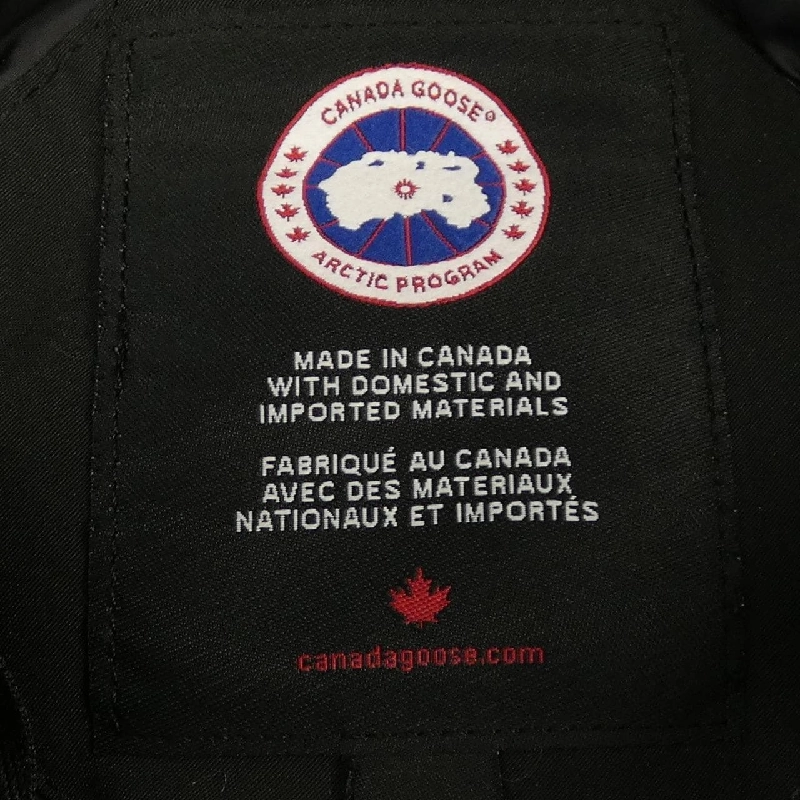 CANADA GOOSE®
ARCTIC PROGRAM
MADE IN CANADA
WITH DOMESTIC AND
IMPORTED MATERIALS
FABRIQUÉ AU CANADA
AVEC DES MATERIAUX
NATIONAUX ET IMPORTÉS
canadagoose.com